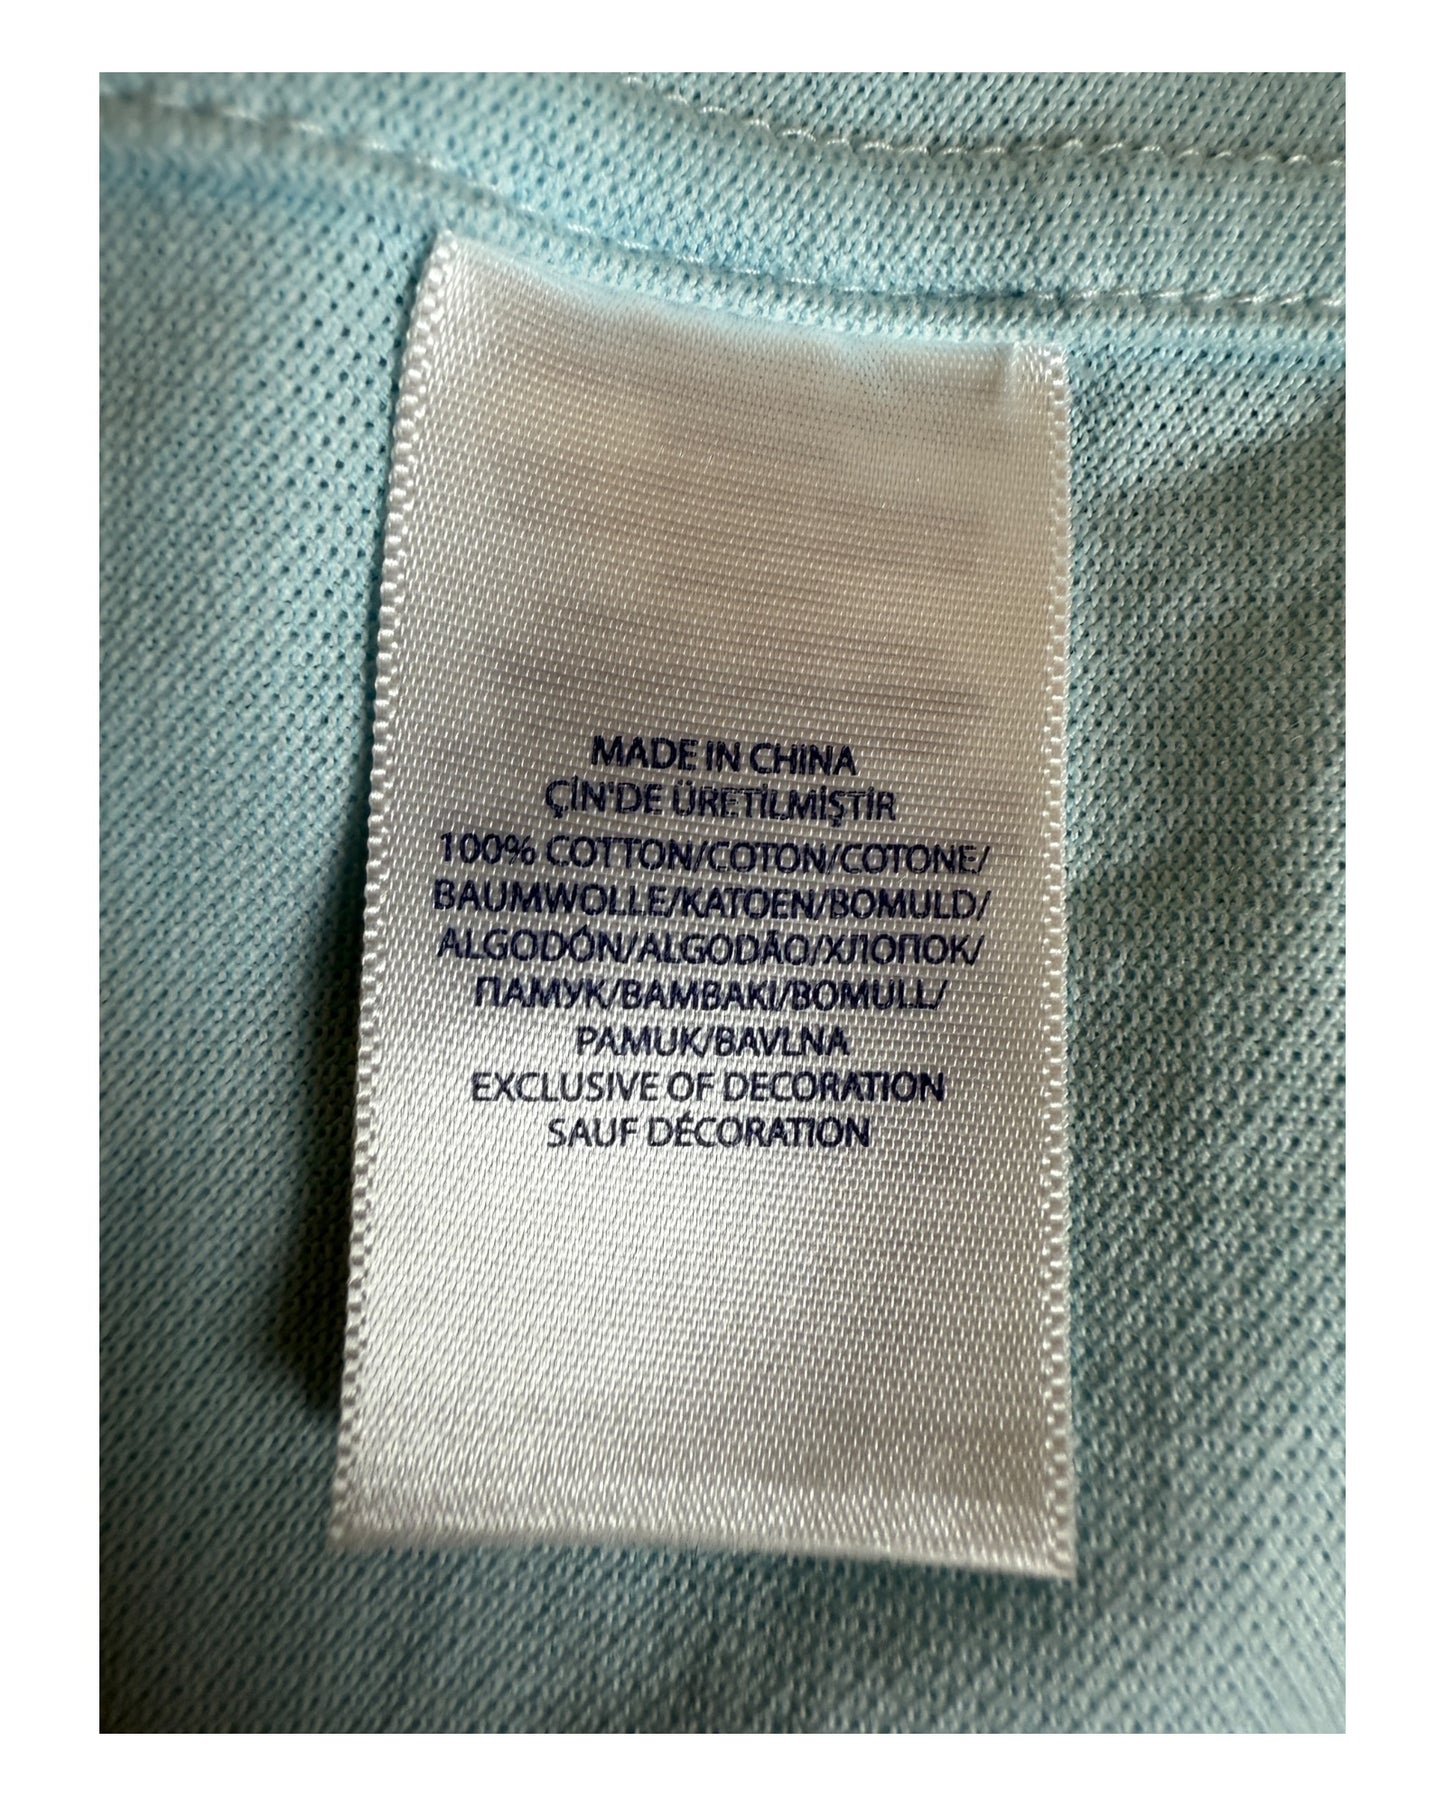 MADE IN CHINA
ÇİN'DE ÜRETİLMİŞTİR
100% COTTON/COTON/COTONE/
BAUMWOLLE/KATOEN/BOMULD/
ALGODÓN/ALGODÃO/ХЛОПОК/
ПАМУК/BAMBAKI/BOMULL/
PAMUK/BAVLNA
EXCLUSIVE OF DECORATION
SAUF DÉCORATION